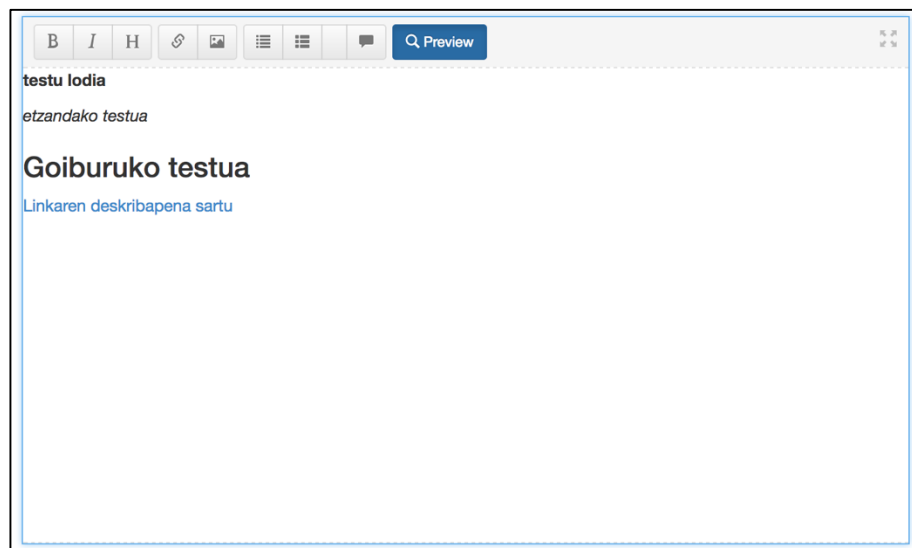 B I H Preview
testu lodia
etzandako testua
Goiburuko testua
Linkaren deskribapena sartu